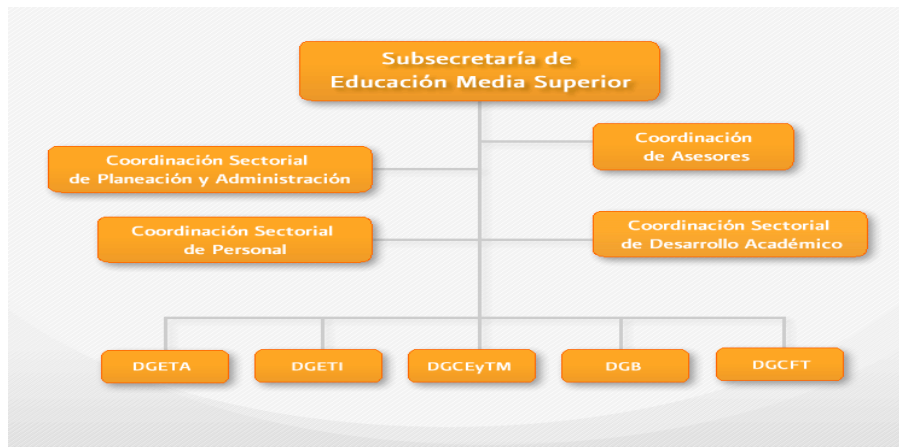 Subsecretaría de
Educación Media Superior
Coordinación
de Asesores
Coordinación Sectorial
de Planeación y Administración
Coordinación Sectorial
de Personal
Coordinación Sectorial
de Desarrollo Académico
DGETA
DGETI
DGCEyTM
DGB
DGCFT